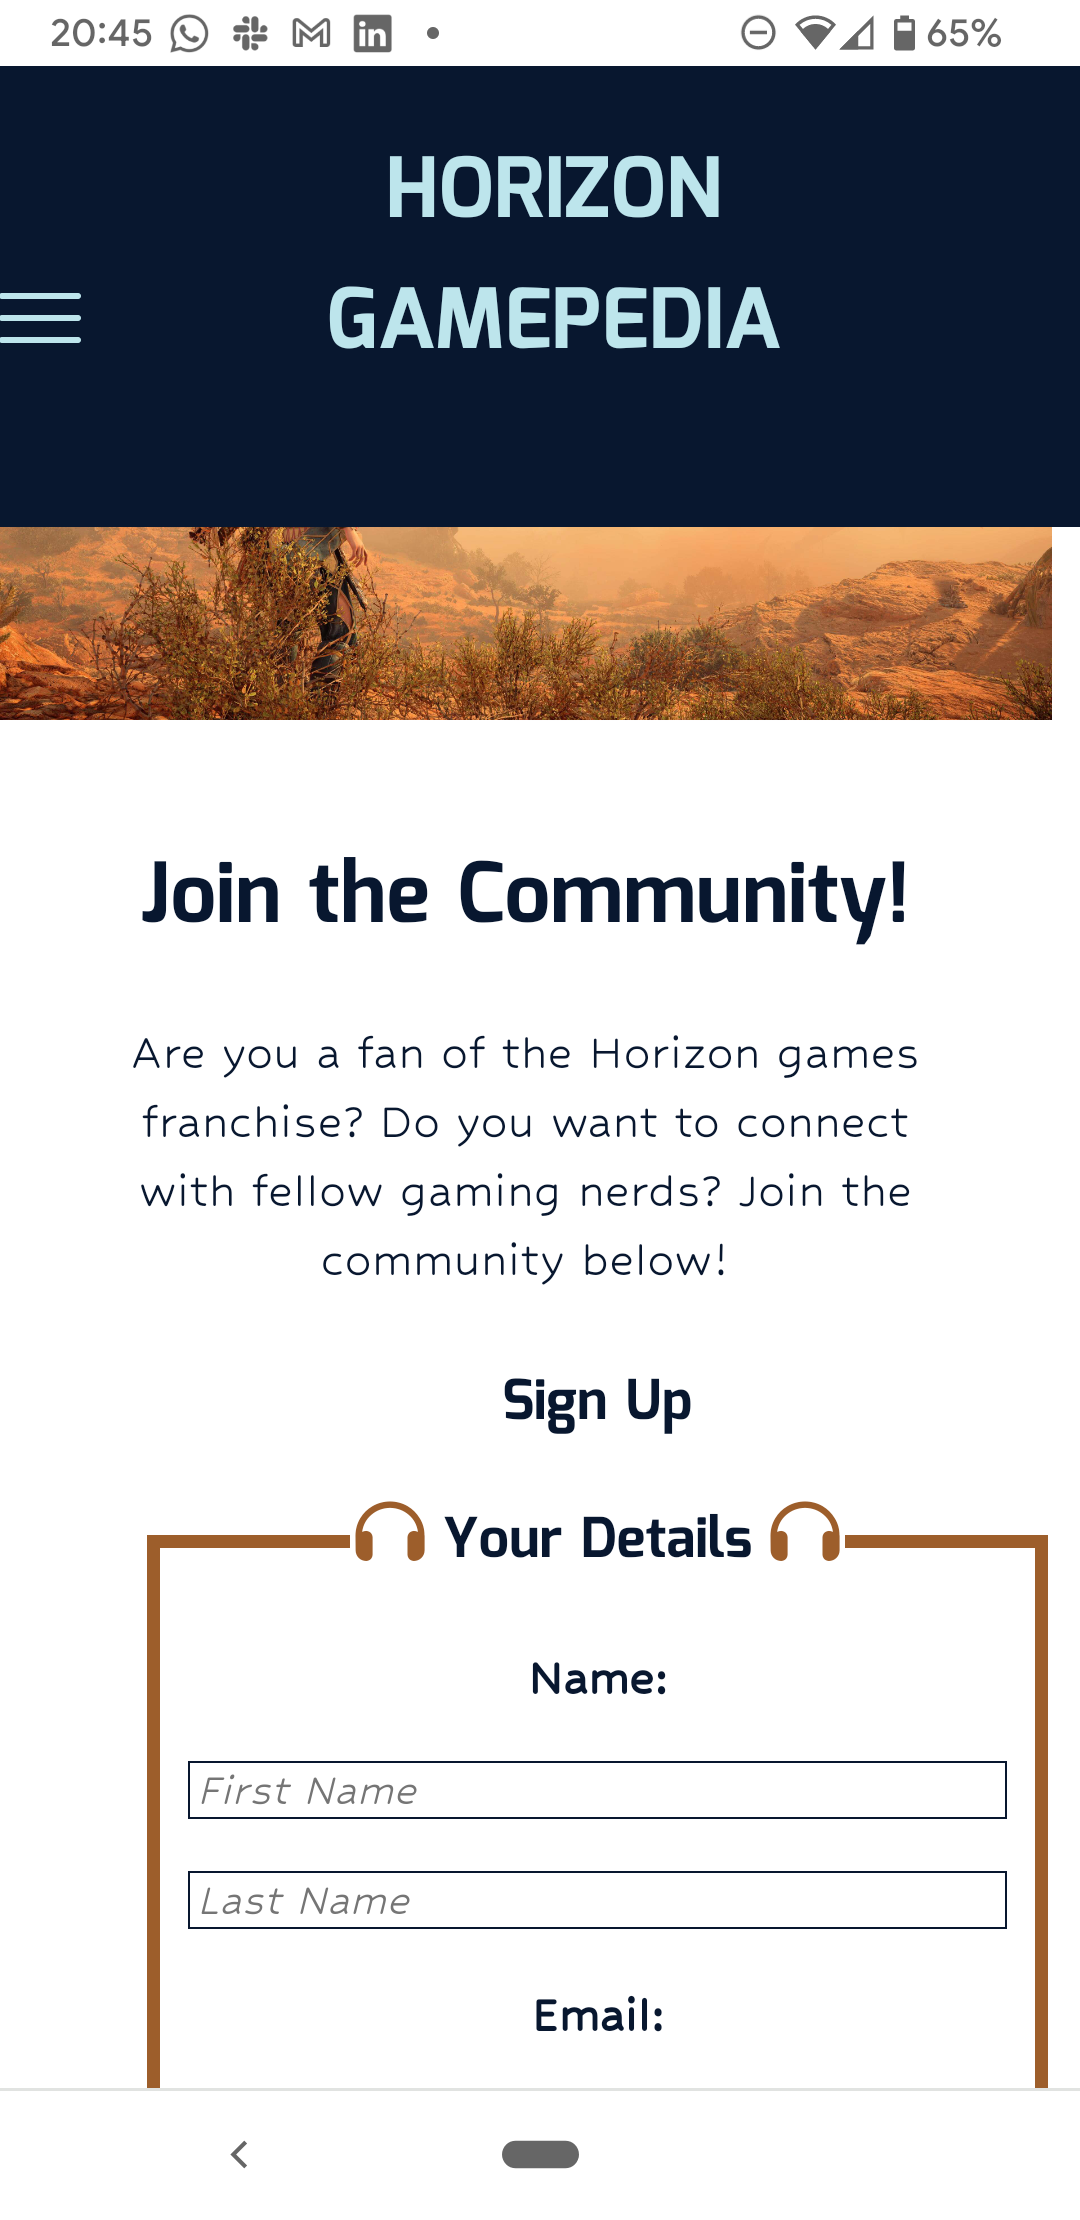 20:45 65%
HORIZON
GAMEPEDIA
Join the Community!
Are you a fan of the Horizon games
franchise? Do you want to connect
with fellow gaming nerds? Join the
community below!
Sign Up
Your Details
Name:
First Name
Last Name
Email: